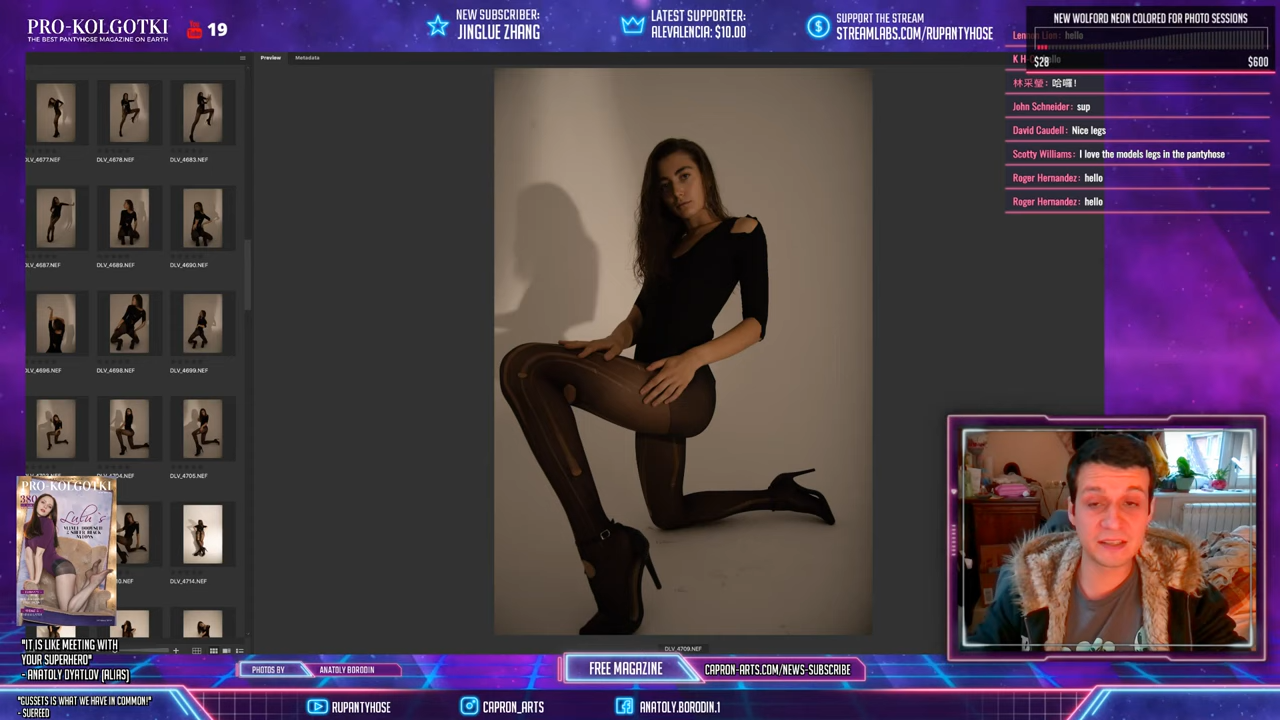 PRO-KOLGOTKI
THE BEST PANTYHOSE MAGAZINE ON EARTH
19
NEW SUBSCRIBER:
JINGLUE ZHANG
LATEST SUPPORTER:
ALEVALENCIA: $10.00
SUPPORT THE STREAM
STREAMLABS.COM/RUPANTYHOSE
NEW WOLFORD NEON COLORED FOR PHOTO SESSIONS
$28
$600
hello
K H
林采瑩: 哈囉!
John Schneider: sup
David Caudell: Nice legs
Scotty Williams: I love the models legs in the pantyhose
Roger Hernandez: hello
Roger Hernandez: hello
Preview
Metadata
DLV_4677.NEF
DLV_4678.NEF
DLV_4683.NEF
DLV_4687.NEF
DLV_4689.NEF
DLV_4690.NEF
DLV_4696.NEF
DLV_4698.NEF
DLV_4699.NEF
DLV_4705.NEF
DLV_4714.NEF
DLV_4709.NEF
PRO-KOLGOTKI
380
Lulu's
"IT IS LIKE MEETING WITH
YOUR SUPERHERO"
- ANATOLY DYATLOV (ALIAS)
"GUSSETS IS WHAT WE HAVE IN COMMON!"
- SUEREED
PHOTOS BY
ANATOLY BORODIN
FREE MAGAZINE
CAPRON-ARTS.COM/NEWS-SUBSCRIBE
RUPANTYHOSE
CAPRON_ARTS
ANATOLY.BORODIN.1